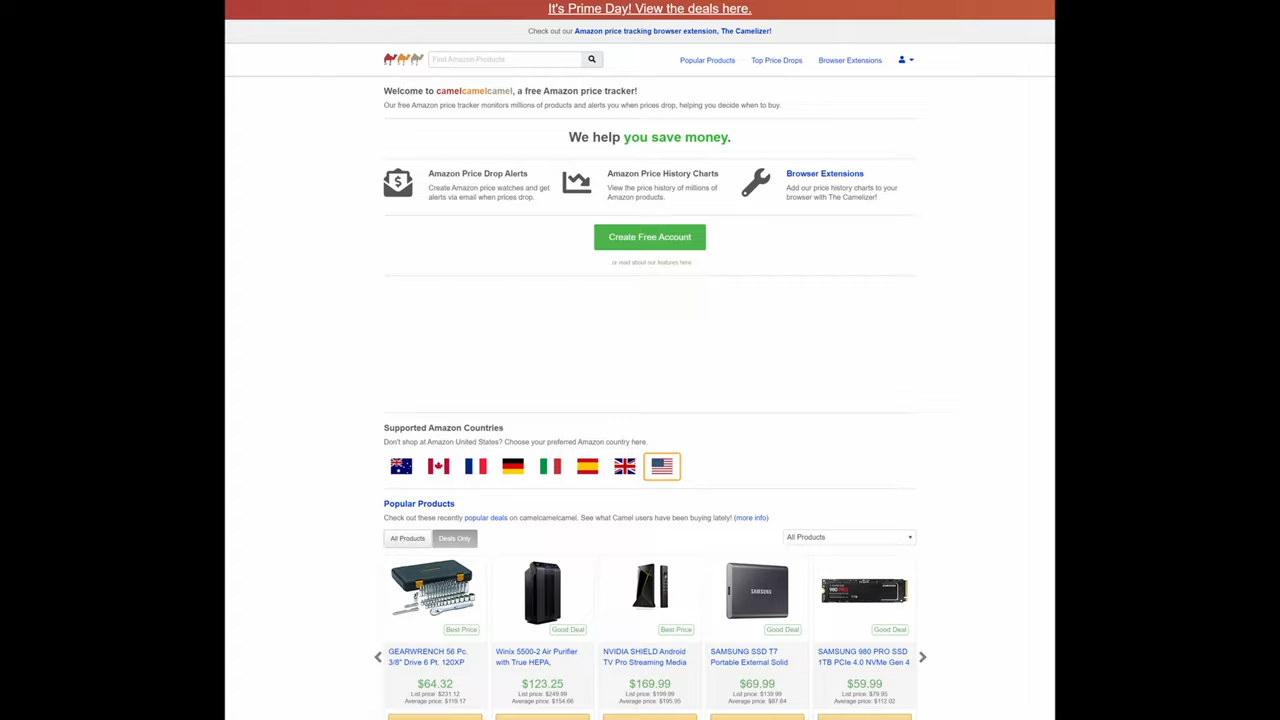 It's Prime Day! View the deals here.
Check out our Amazon price tracking browser extension, The Camelizer!
Find Amazon Products
Popular Products
Top Price Drops
Browser Extensions
Welcome to camelcamelcamel, a free Amazon price tracker!
Our free Amazon price tracker monitors millions of products and alerts you when prices drop, helping you decide when to buy.
We help you save money.
Amazon Price Drop Alerts
Create Amazon price watches and get
alerts via email when prices drop.
Amazon Price History Charts
View the price history of millions of
Amazon products.
Browser Extensions
Add our price history charts to your
browser with The Camelizer!
Create Free Account
or read about our features here
Supported Amazon Countries
Don't shop at Amazon United States? Choose your preferred Amazon country here.
Popular Products
Check out these recently popular deals on camelcamelcamel. See what Camel users have been buying lately! (more info)
All Products
Deals Only
All Products
SAMSUNG
Best Price
Good Deal
Best Price
Good Deal
Good Deal
GEARWRENCH 56 Pc.
3/8" Drive 6 Pt. 120XP
$64.32
List price: $231.12
Average price: $119.17
Winix 5500-2 Air Purifier
with True HEPA,
$123.25
List price: $249.99
Average price: $154.66
NVIDIA SHIELD Android
TV Pro Streaming Media
$169.99
List price: $199.99
Average price: $195.95
SAMSUNG SSD T7
Portable External Solid
$69.99
List price: $139.99
Average price: $87.64
SAMSUNG 980 PRO SSD
1TB PCIe 4.0 NVMe Gen 4
$59.99
List price: $79.95
Average price: $112.02